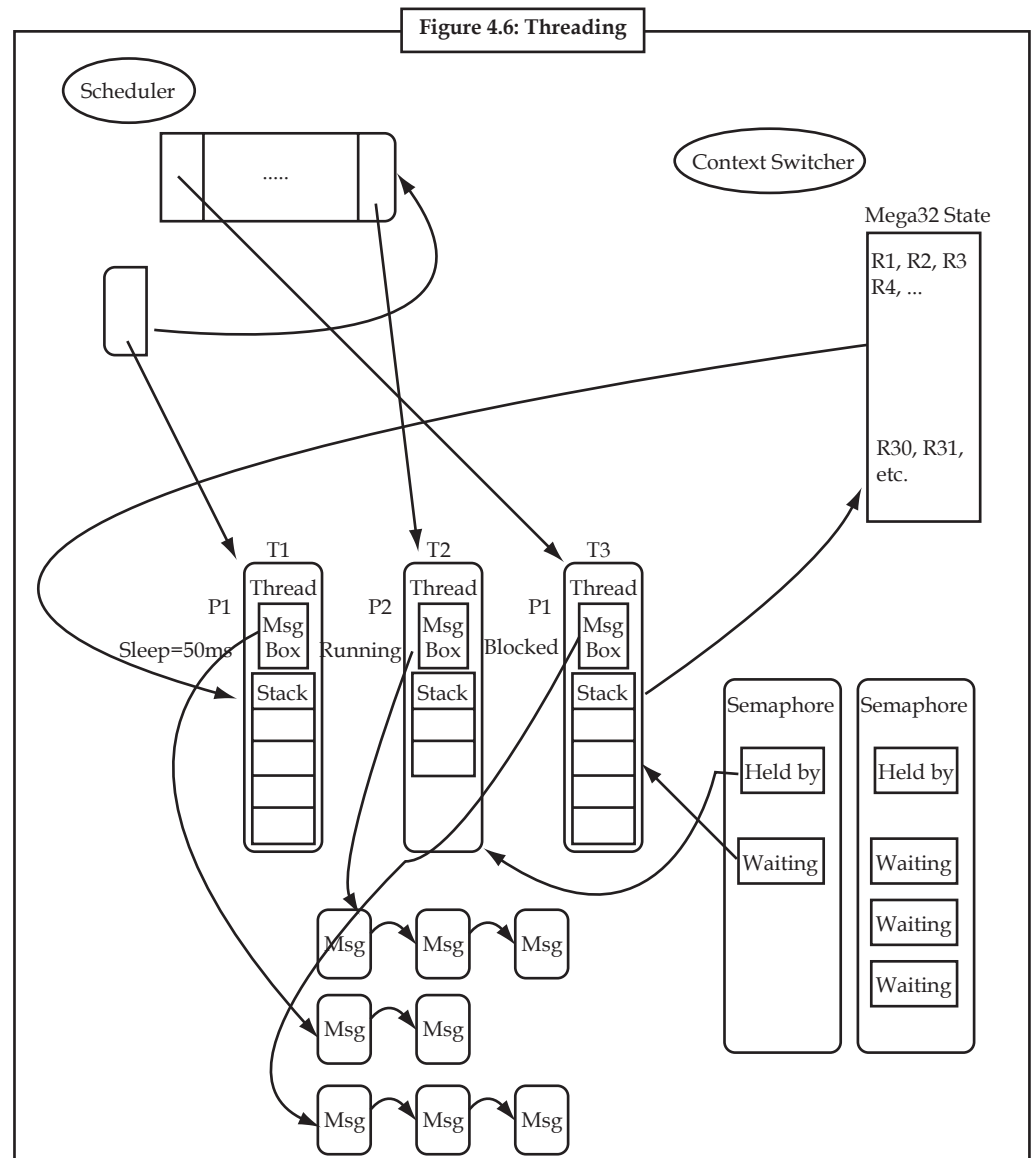 Figure 4.6: Threading
Scheduler
.....
Context Switcher
Mega32 State
R1, R2, R3
R4, ...
R30, R31,
etc.
T1
T2
T3
Thread
Thread
Thread
P1
P2
P1
Msg
Box
Msg
Box
Msg
Box
Sleep=50ms
Running
Blocked
Stack
Stack
Stack
Semaphore
Semaphore
Held by
Held by
Waiting
Waiting
Waiting
Waiting
Msg
Msg
Msg
Msg
Msg
Msg
Msg
Msg